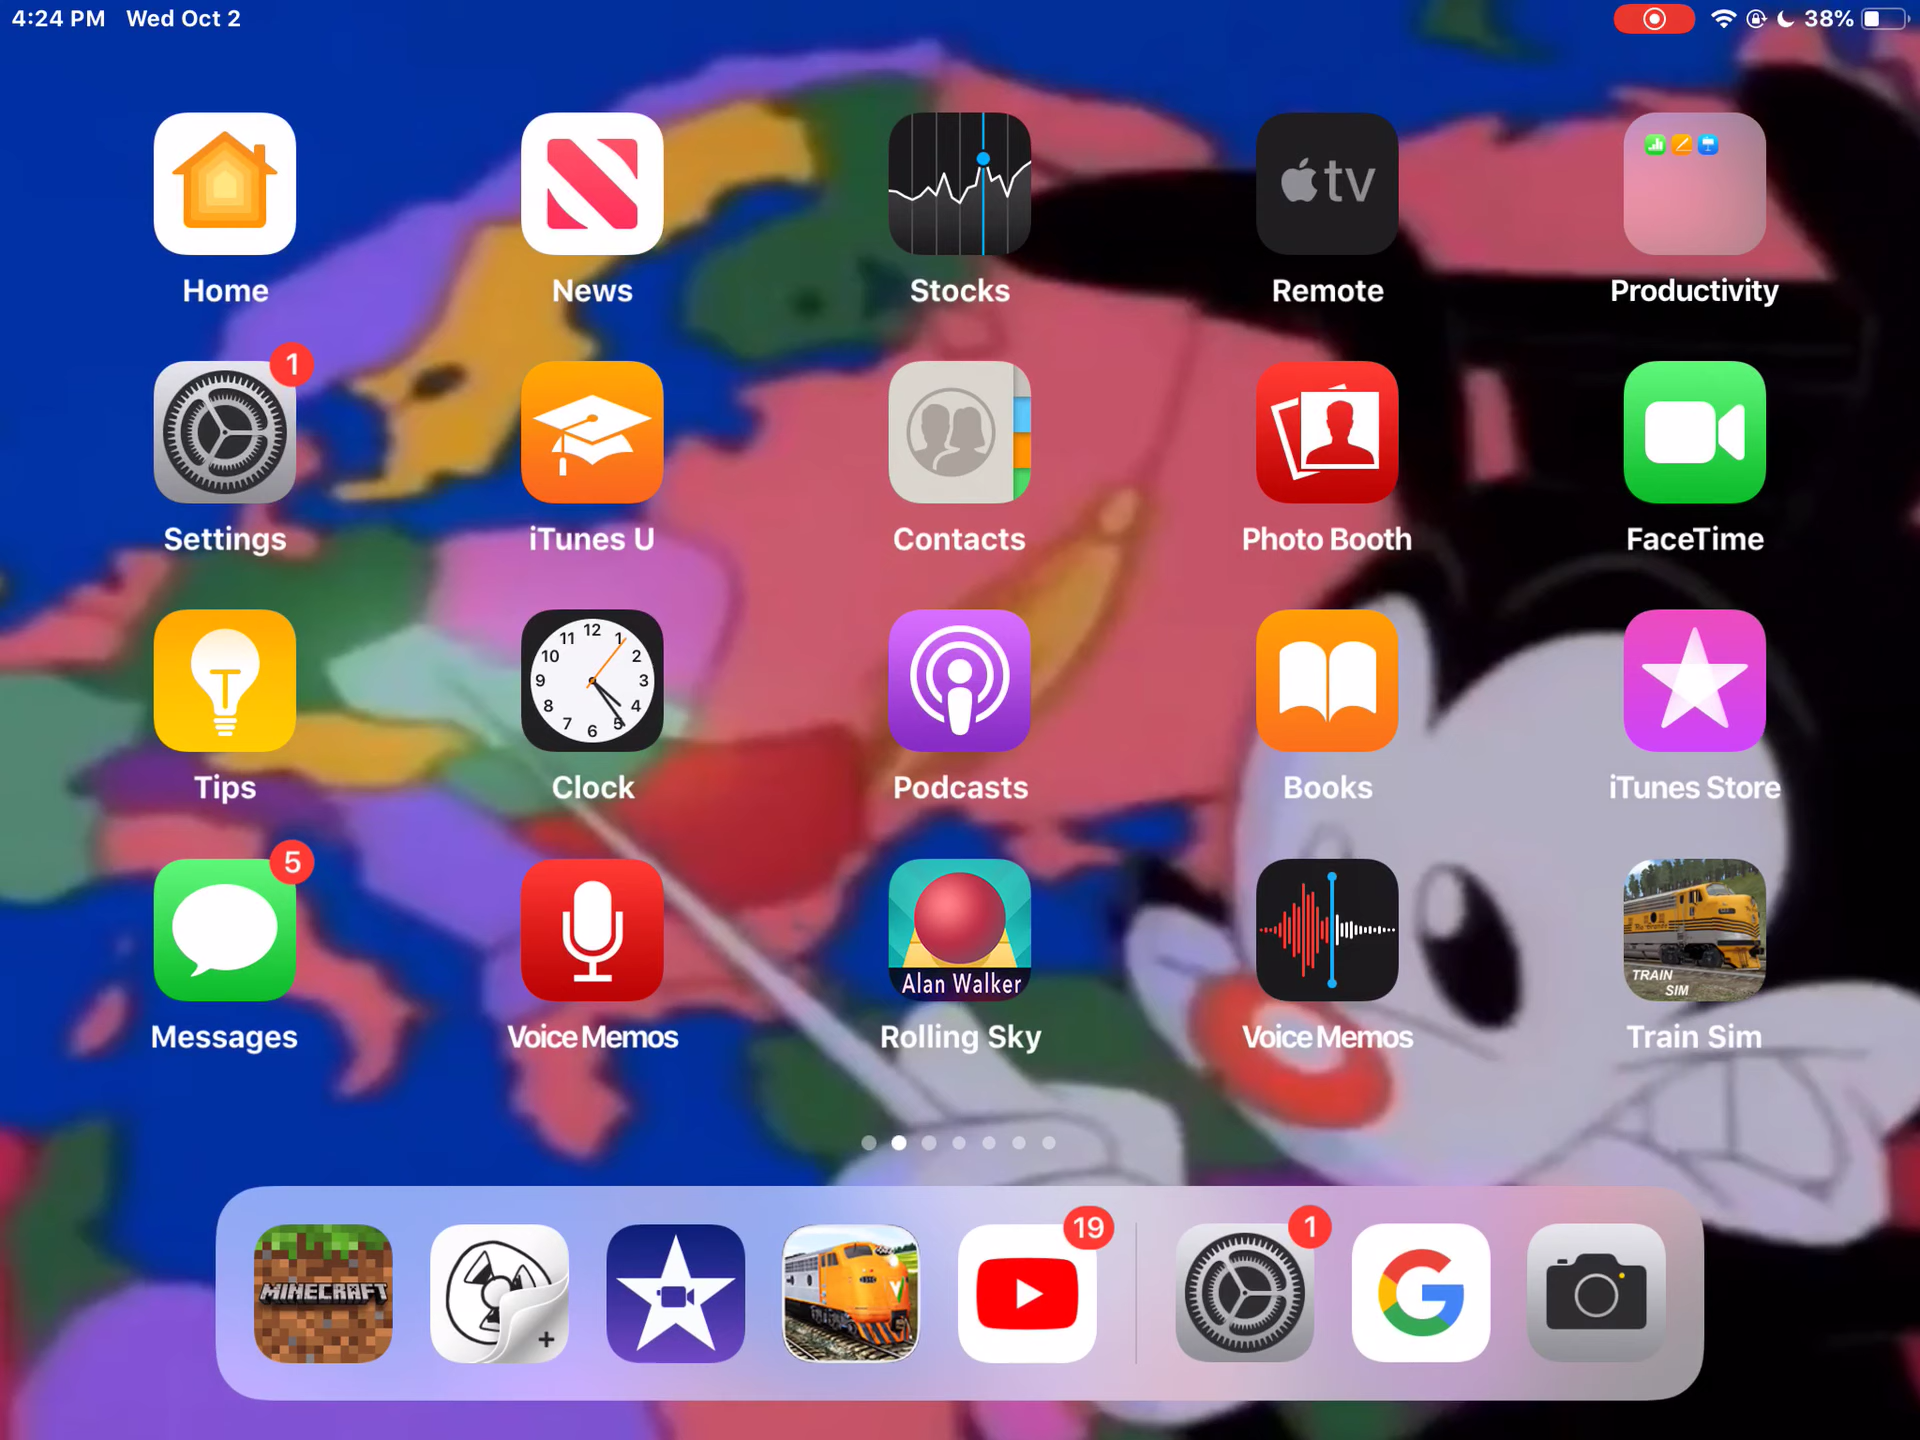 4:24 PM Wed Oct 2 38%
tv
Home News Stocks Remote Productivity
1
Settings iTunes U Contacts Photo Booth FaceTime
12
11 1
10 2
9 3
8 4
7 5
6
Tips Clock Podcasts Books iTunes Store
5
Alan Walker
TRAIN
SIM
Messages Voice Memos Rolling Sky Voice Memos Train Sim
19 1
MINECRAFT